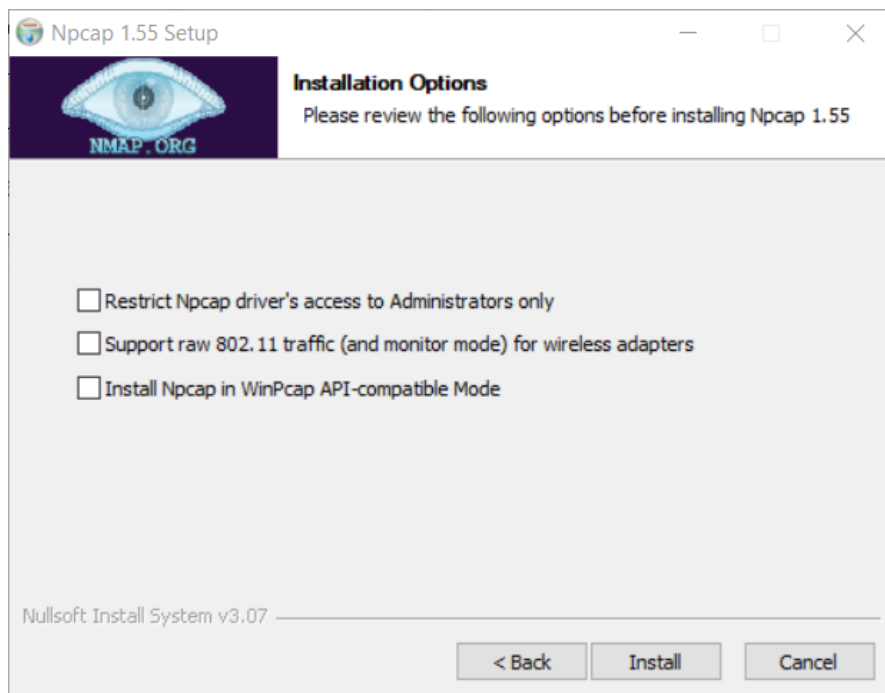 Npcap 1.55 Setup
Installation Options
Please review the following options before installing Npcap 1.55
NMAP.ORG
Restrict Npcap driver's access to Administrators only
Support raw 802.11 traffic (and monitor mode) for wireless adapters
Install Npcap in WinPcap API-compatible Mode
Nullsoft Install System v3.07
< Back
Install
Cancel